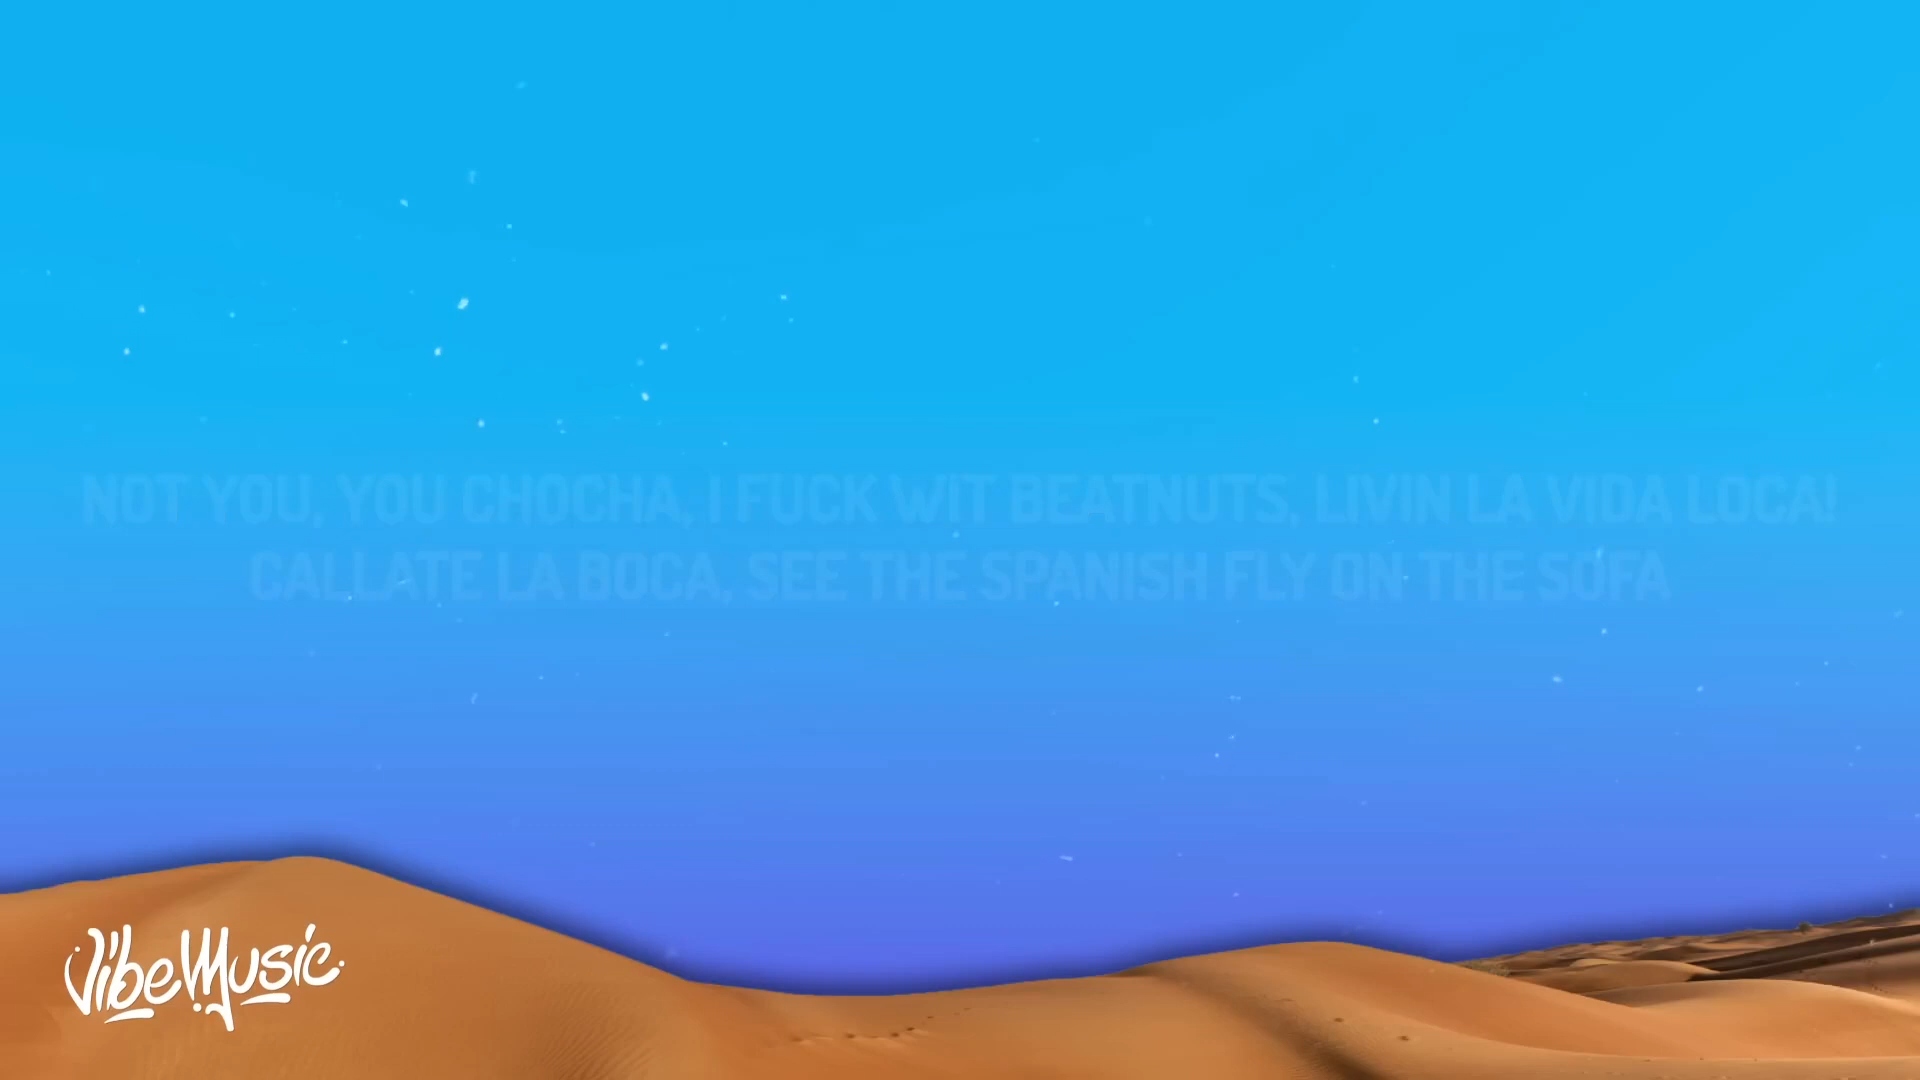 NOT YOU, YOU CHOCHA, I FUCK WIT BEATNUTS, LIVIN LA VIDA LOCA!
CALLATE LA BOCA, SEE THE SPANISH FLY ON THE SOFA
VibeMusic